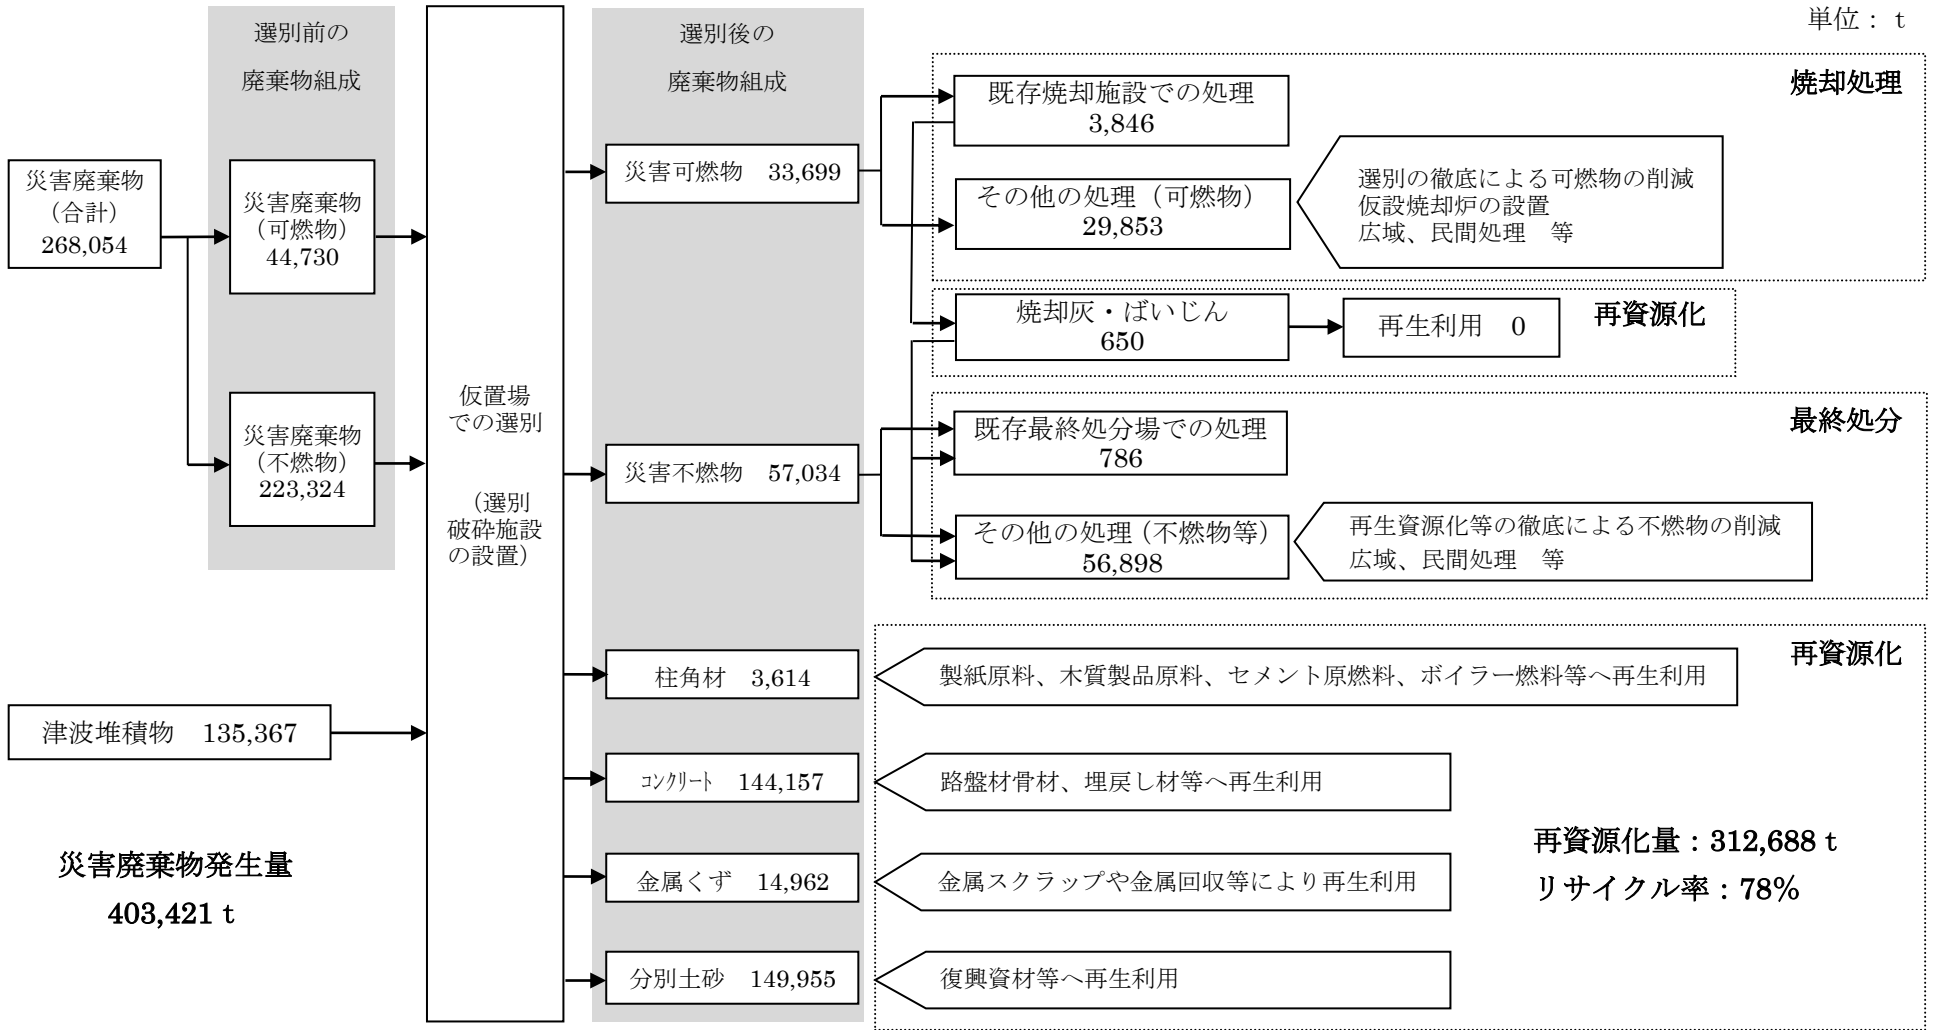 単位：t
選別前の
廃棄物組成
選別後の
廃棄物組成
災害廃棄物
（合計）
268,054
災害廃棄物
（可燃物）
44,730
災害廃棄物
（不燃物）
223,324
津波堆積物　135,367
災害廃棄物発生量
403,421 t
仮置場
での選別
（選別
破砕施設
の設置）
災害可燃物　33,699
災害不燃物　57,034
柱角材　3,614
ｺﾝｸﾘｰﾄ　144,157
金属くず　14,962
分別土砂　149,955
焼却処理
既存焼却施設での処理
3,846
その他の処理（可燃物）
29,853
選別の徹底による可燃物の削減
仮設焼却炉の設置
広域、民間処理　等
再資源化
焼却灰・ばいじん
650
再生利用　0
最終処分
既存最終処分場での処理
786
その他の処理（不燃物等）
56,898
再生資源化等の徹底による不燃物の削減
広域、民間処理　等
再資源化
製紙原料、木質製品原料、セメント原燃料、ボイラー燃料等へ再生利用
路盤材骨材、埋戻し材等へ再生利用
金属スクラップや金属回収等により再生利用
復興資材等へ再生利用
再資源化量：312,688 t
リサイクル率：78%